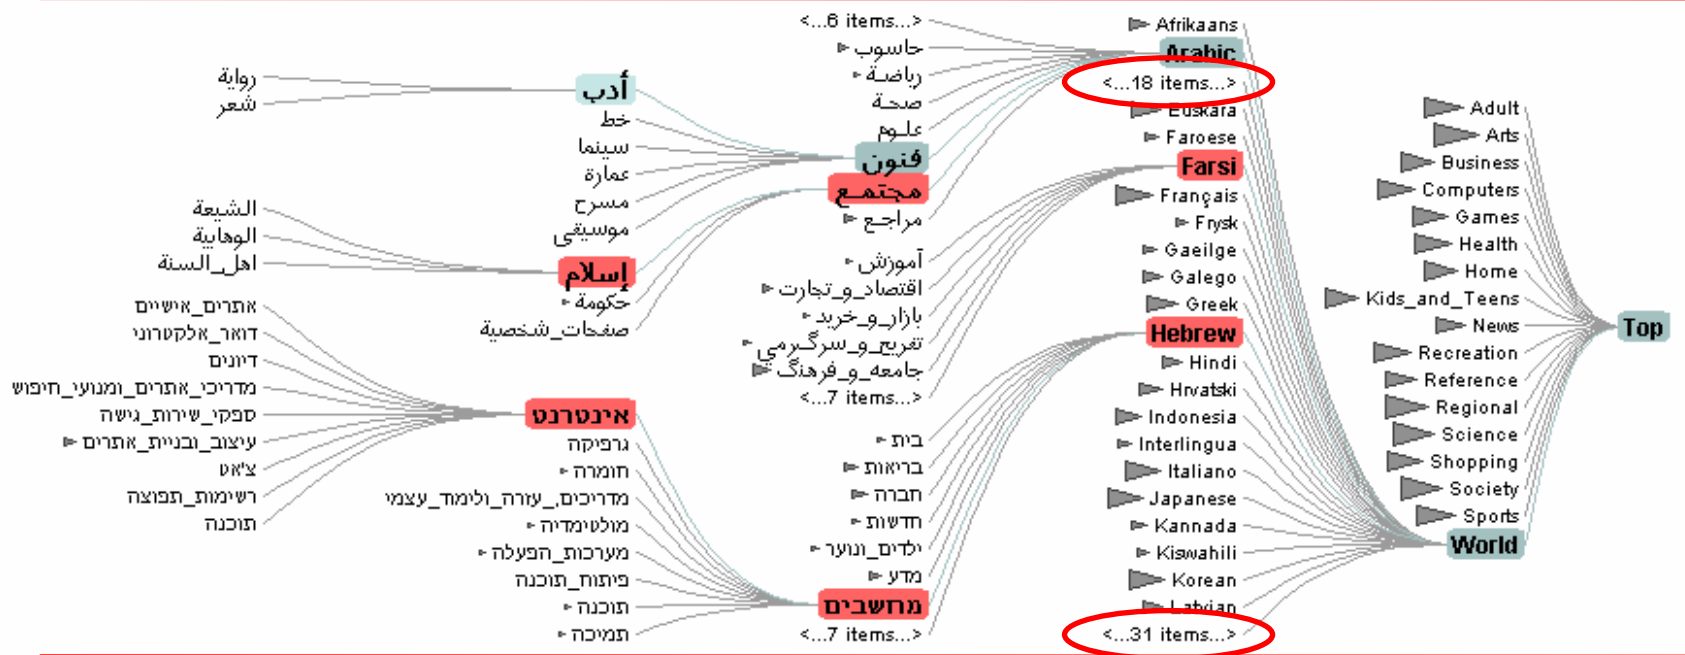 Top
Adult
Arts
Business
Computers
Games
Health
Home
Kids_and_Teens
News
Recreation
Reference
Regional
Science
Shopping
Society
Sports
World
Afrikaans
Arabic
<...18 items...>
Euskara
Faroese
Farsi
Français
Frysk
Gaeilge
Galego
Greek
Hebrew
Hindi
Hrvatski
Indonesia
Interlingua
Italiano
Japanese
Kannada
Kiswahili
Korean
Latvian
<...31 items...>
<...6 items...>
حاسوب
رياضة
صحة
علوم
فنون
مجتمع
مراجع
آموزش
اقتصاد_و_تجارت
بازار_و_خرید
تفریح_و_سرگرمی
جامعه_و_فرهنگ
<...7 items...>
בית
בריאות
חברה
חדשות
ילדים_ונוער
מדע
מחשבים
<...7 items...>
أدب
خط
سينما
عمارة
مسرح
موسيقى
إسلام
حكومة
صفحات_شخصية
אינטרנט
גרפיקה
חומרה
מדריכים,_עזרה_ולימוד_עצמי
מולטימדיה
מערכות_הפעלה
פיתוח_תוכנה
תוכנה
תמיכה
رواية
شعر
الشيعة
الوهابية
اهل_السنة
אתרים_אישיים
דואר_אלקטרוני
דיונים
מדריכי_אתרים_ומנועי_חיפוש
ספקי_שירות_גישה
עיצוב_ובניית_אתרים
צ'אט
רשימות_תפוצה
תוכנה